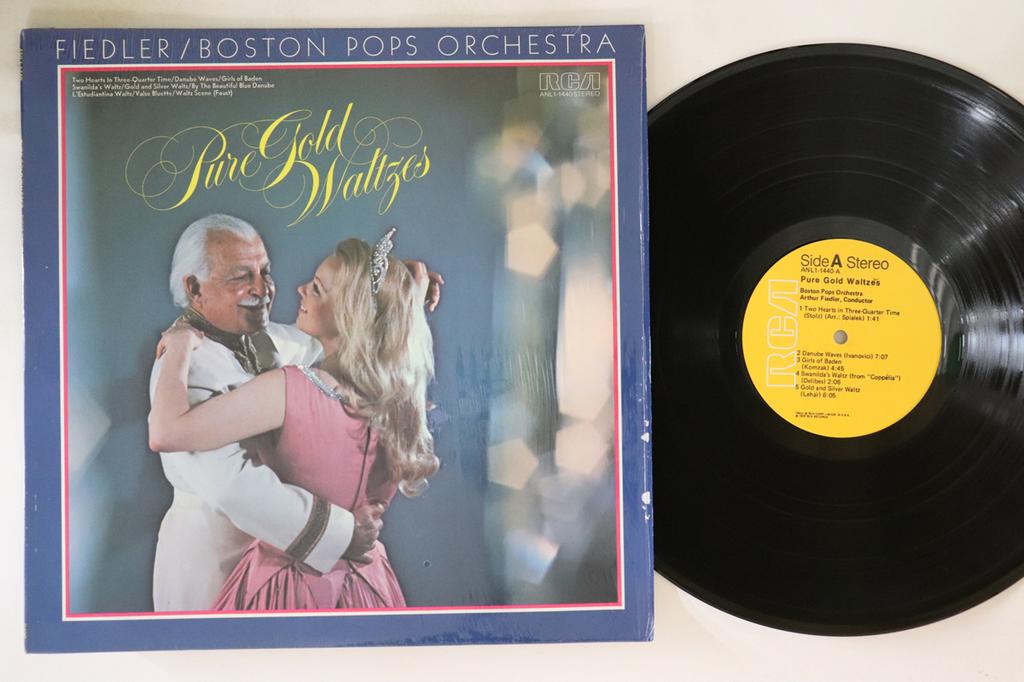 FIEDLER/BOSTON POPS ORCHESTRA
Two Hearts in Three-Quarter Time/Danube Waves/Girls of Baden
Swanilda's Waltz/Gold and Silver Waltz/By The Beautiful Blue Danube
L'Estudiantina Waltz/Valse Bluette/Waltz Scene (Faust)
RCA
ANL1-1440 STEREO
Pure Gold
Waltzes
Side A Stereo
ANL1-1440-A
Pure Gold Waltzes
Boston Pops Orchestra
Arthur Fiedler, Conductor
1 Two Hearts in Three-Quarter Time
(Stolz) (Arr.: Spialek) 1:41
RCA
2 Danube Waves (Ivanovici) 7:07
3 Girls of Baden
(Komzak) 4:45
4 Swanilda's Waltz (from "Coppélia")
(Delibes) 2:06
5 Gold and Silver Waltz
(Lehár) 6:05